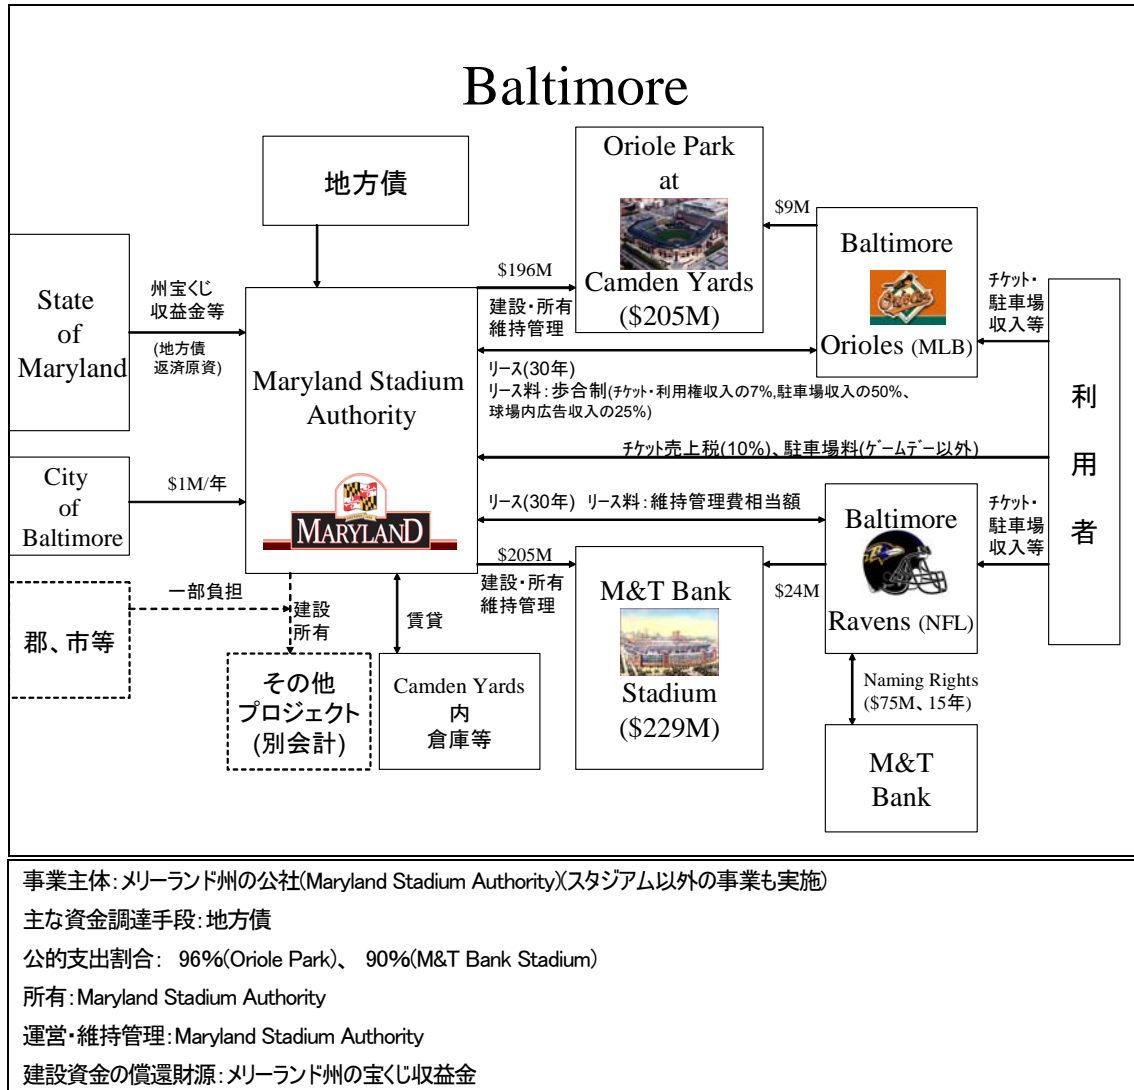 Baltimore
地方債
Oriole Park
at
Camden Yards
($205M)
$9M
Baltimore
Orioles (MLB)
チケット・
駐車場
収入等
State
of
Maryland
州宝くじ
収益金等
(地方債
返済原資)
$196M
建設・所有
維持管理
Maryland Stadium
Authority
MARYLAND
リース(30年)
リース料：歩合制(チケット・利用権収入の7%,駐車場収入の50%、
球場内広告収入の25%)
利
用
者
チケット売上税(10%)、駐車場料(ゲームデー以外)
City
of
Baltimore
$1M/年
リース(30年) リース料：維持管理費相当額
Baltimore
Ravens (NFL)
チケット・
駐車場
収入等
$205M
建設・所有
維持管理
M&T Bank
Stadium
($229M)
$24M
郡、市等
一部負担
建設
所有
賃貸
その他
プロジェクト
(別会計)
Camden Yards
内
倉庫等
Naming Rights
($75M、15年)
M&T
Bank
事業主体：メリーランド州の公社(Maryland Stadium Authority)(スタジアム以外の事業も実施)
主な資金調達手段：地方債
公的支出割合： 96%(Oriole Park)、 90%(M&T Bank Stadium)
所有：Maryland Stadium Authority
運営・維持管理：Maryland Stadium Authority
建設資金の償還財源：メリーランド州の宝くじ収益金